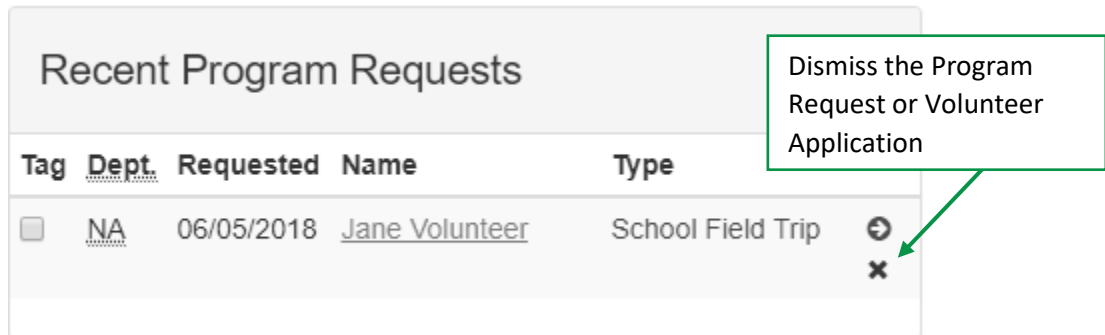 Recent Program Requests
Dismiss the Program
Request or Volunteer
Application
Tag Dept. Requested Name Type
NA 06/05/2018 Jane Volunteer School Field Trip